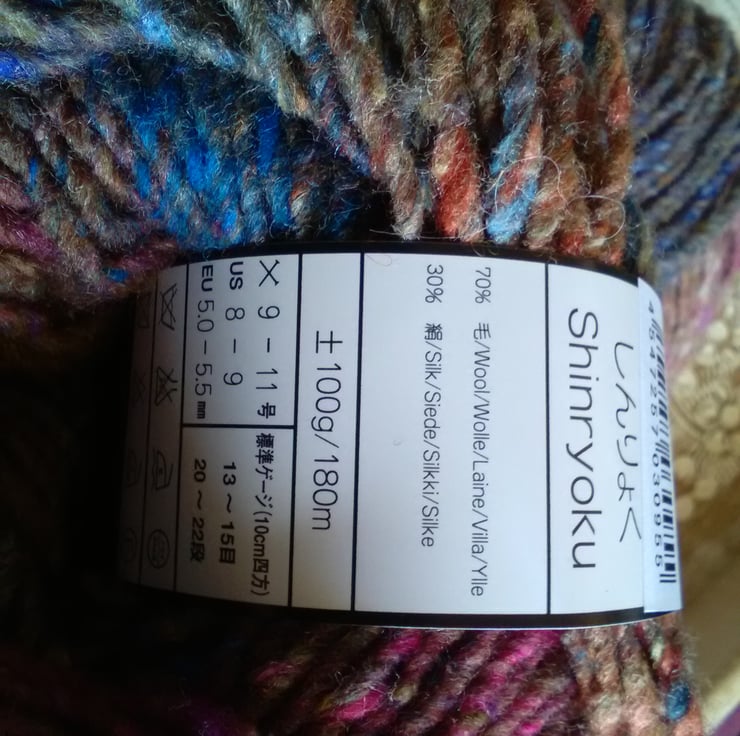 しんりょく
Shinryoku
70% 毛/Wool/Wolle/Laine/Villa/Ylle
30% 絹/Silk/Siede/Silkki/Silke
±100g/180m
9 - 11 号
US 8 - 9
EU 5.0 - 5.5 mm
標準ゲージ(10cm四方)
13 ~ 15目
20 ~ 22段
4547257030955